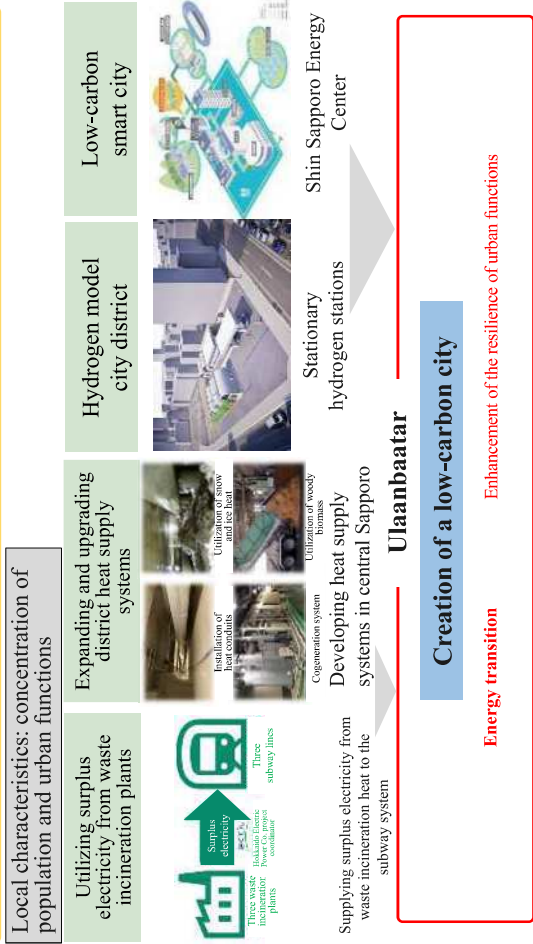 Local characteristics: concentration of
population and urban functions
Utilizing surplus
electricity from waste
incineration plants
Three waste
incineration
plants
Surplus
electricity
Hokkaido Electric
Power Co. project
coordinator
Three
subway lines
Supplying surplus electricity from
waste incineration heat to the
subway system
Expanding and upgrading
district heat supply
systems
Installation of
heat conduits
Utilization of snow
and ice heat
Cogeneration system
Utilization of woody
biomass
Developing heat supply
systems in central Sapporo
Hydrogen model
city district
Stationary
hydrogen stations
Low-carbon
smart city
Shin Sapporo Energy
Center
Ulaanbaatar
Creation of a low-carbon city
Energy transition
Enhancement of the resilience of urban functions